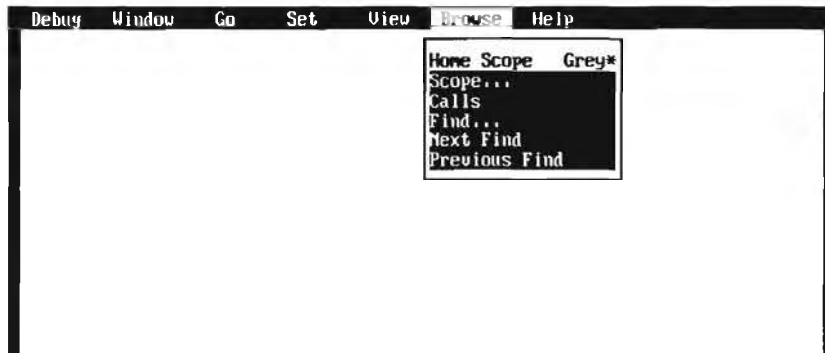 Debug Window Go Set View Browse Help
Home Scope Grey*
Scope...
Calls
Find...
Next Find
Previous Find